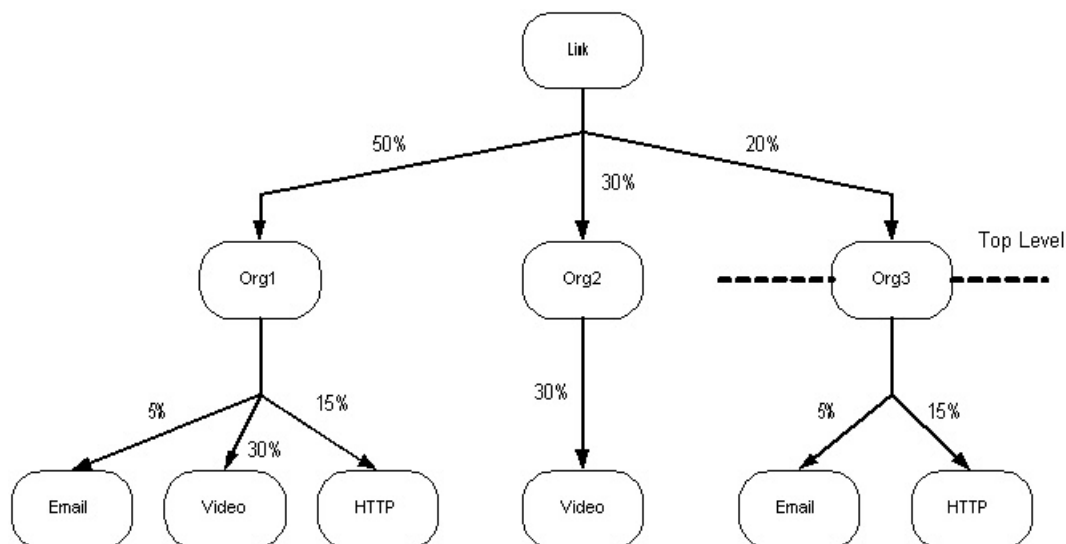 Link
50%
20%
30%
Top Level
Org1
Org2
Org3
5%
15%
30%
30%
5%
15%
Email
Video
HTTP
Video
Email
HTTP